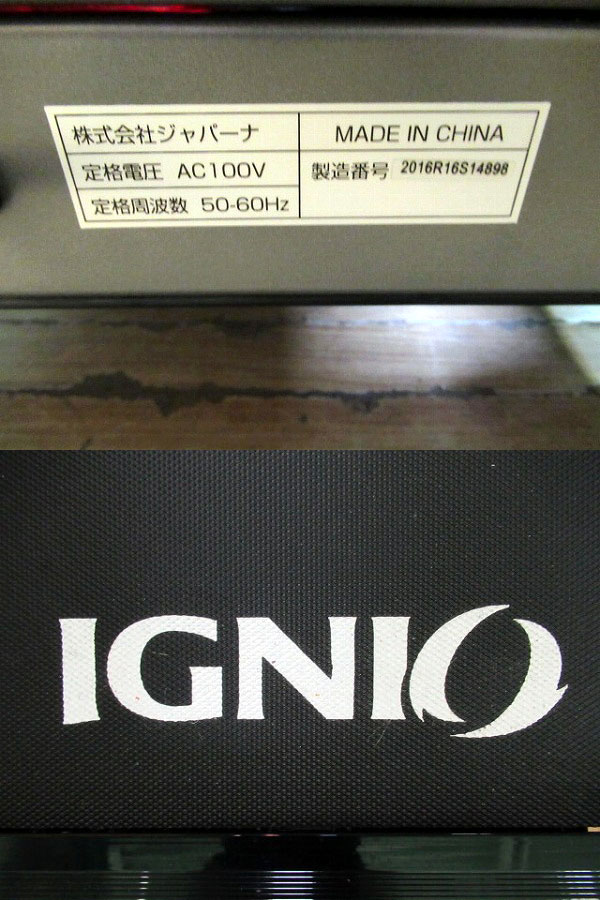 株式会社ジャパーナ
MADE IN CHINA
定格電圧 AC100V
製造番号 2016R16S14898
定格周波数 50-60Hz
IGNIO